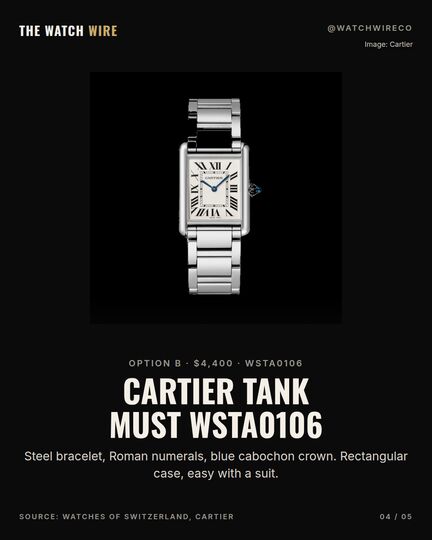 THE WATCH WIRE
@WATCHWIRECO
Image: Cartier
CARTIER
OPTION B · $4,400 · WSTA0106
CARTIER TANK
MUST WSTA0106
Steel bracelet, Roman numerals, blue cabochon crown. Rectangular
case, easy with a suit.
SOURCE: WATCHES OF SWITZERLAND, CARTIER
04 / 05